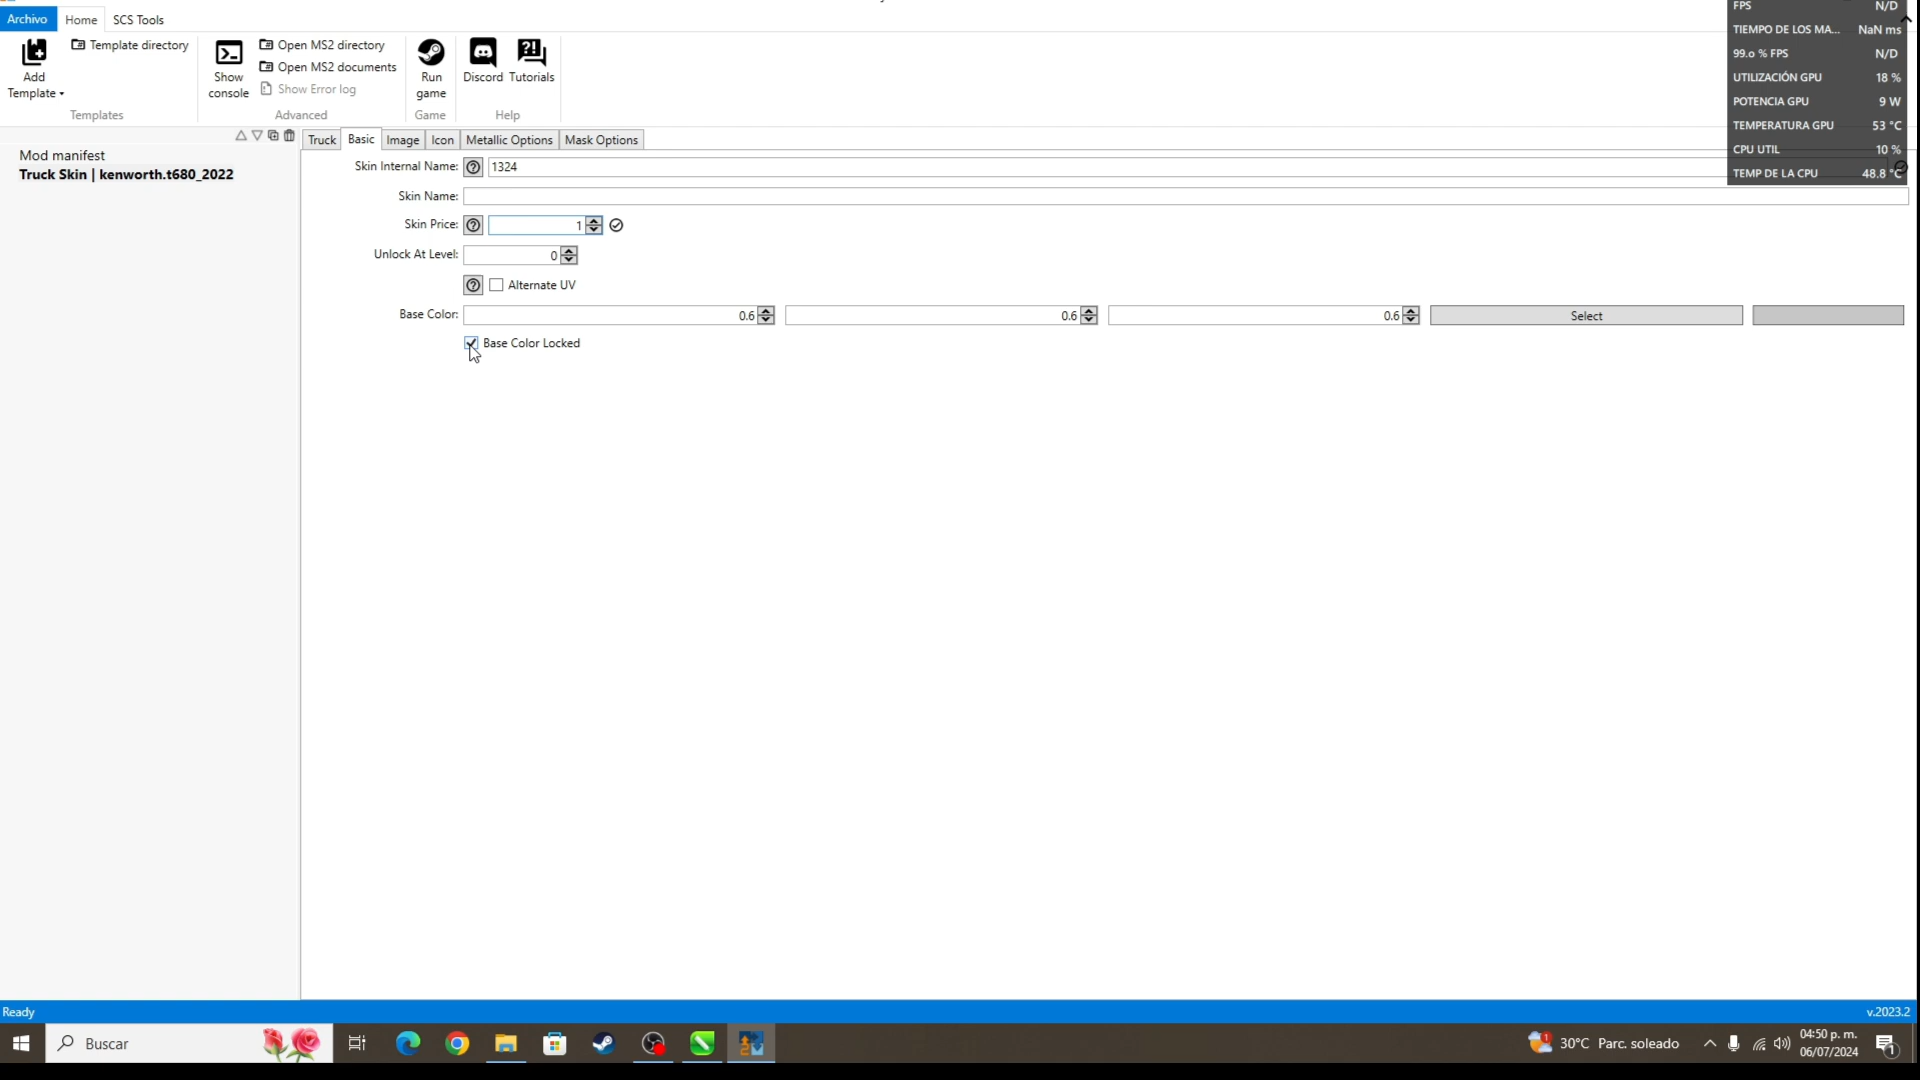 Archivo Home SCS Tools
Add Template
Template directory
Templates
Show console
Open MS2 directory
Open MS2 documents
Show Error log
Advanced
Run game
Game
Discord Tutorials
Help
FPS N/D
TIEMPO DE LOS MA... NaN ms
99.o % FPS N/D
UTILIZACIÓN GPU 18 %
POTENCIA GPU 9 W
TEMPERATURA GPU 53 °C
CPU UTIL 10 %
TEMP DE LA CPU 48.8 °C
Mod manifest
Truck Skin | kenworth.t680_2022
Truck Basic Image Icon Metallic Options Mask Options
Skin Internal Name: 1324
Skin Name:
Skin Price: 1
Unlock At Level: 0
Alternate UV
Base Color: 0.6 0.6 0.6 Select
Base Color Locked
Ready v.2023.2
Buscar
30°C Parc. soleado
04:50 p. m.
06/07/2024
1